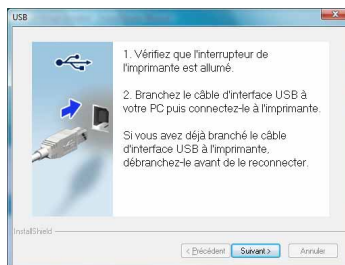 USB
1. Vérifiez que l'interrupteur de
l'imprimante est allumé.
2. Branchez le câble d'interface USB à
votre PC puis connectez-le à l'imprimante.
Si vous avez déjà branché le câble
d'interface USB à l'imprimante,
débranchez-le avant de le reconnecter.
InstallShield
< Précédent Suivant > Annuler